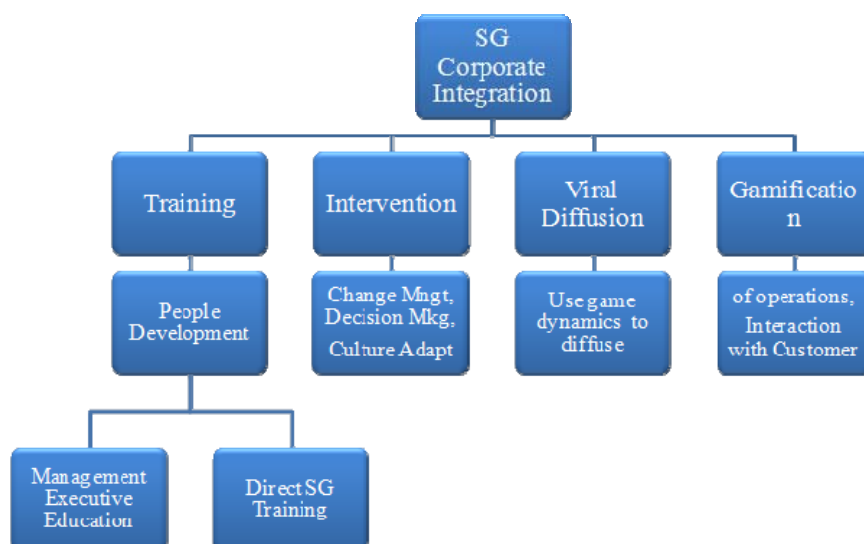 SG
Corporate
Integration
Training
Intervention
Viral
Diffusion
Gamificatio
n
People
Development
Change Mngt,
Decision Mkg,
Culture Adapt
Use game
dynamics to
diffuse
of operations,
Interaction
with Customer
Management
Executive
Education
Direct SG
Training